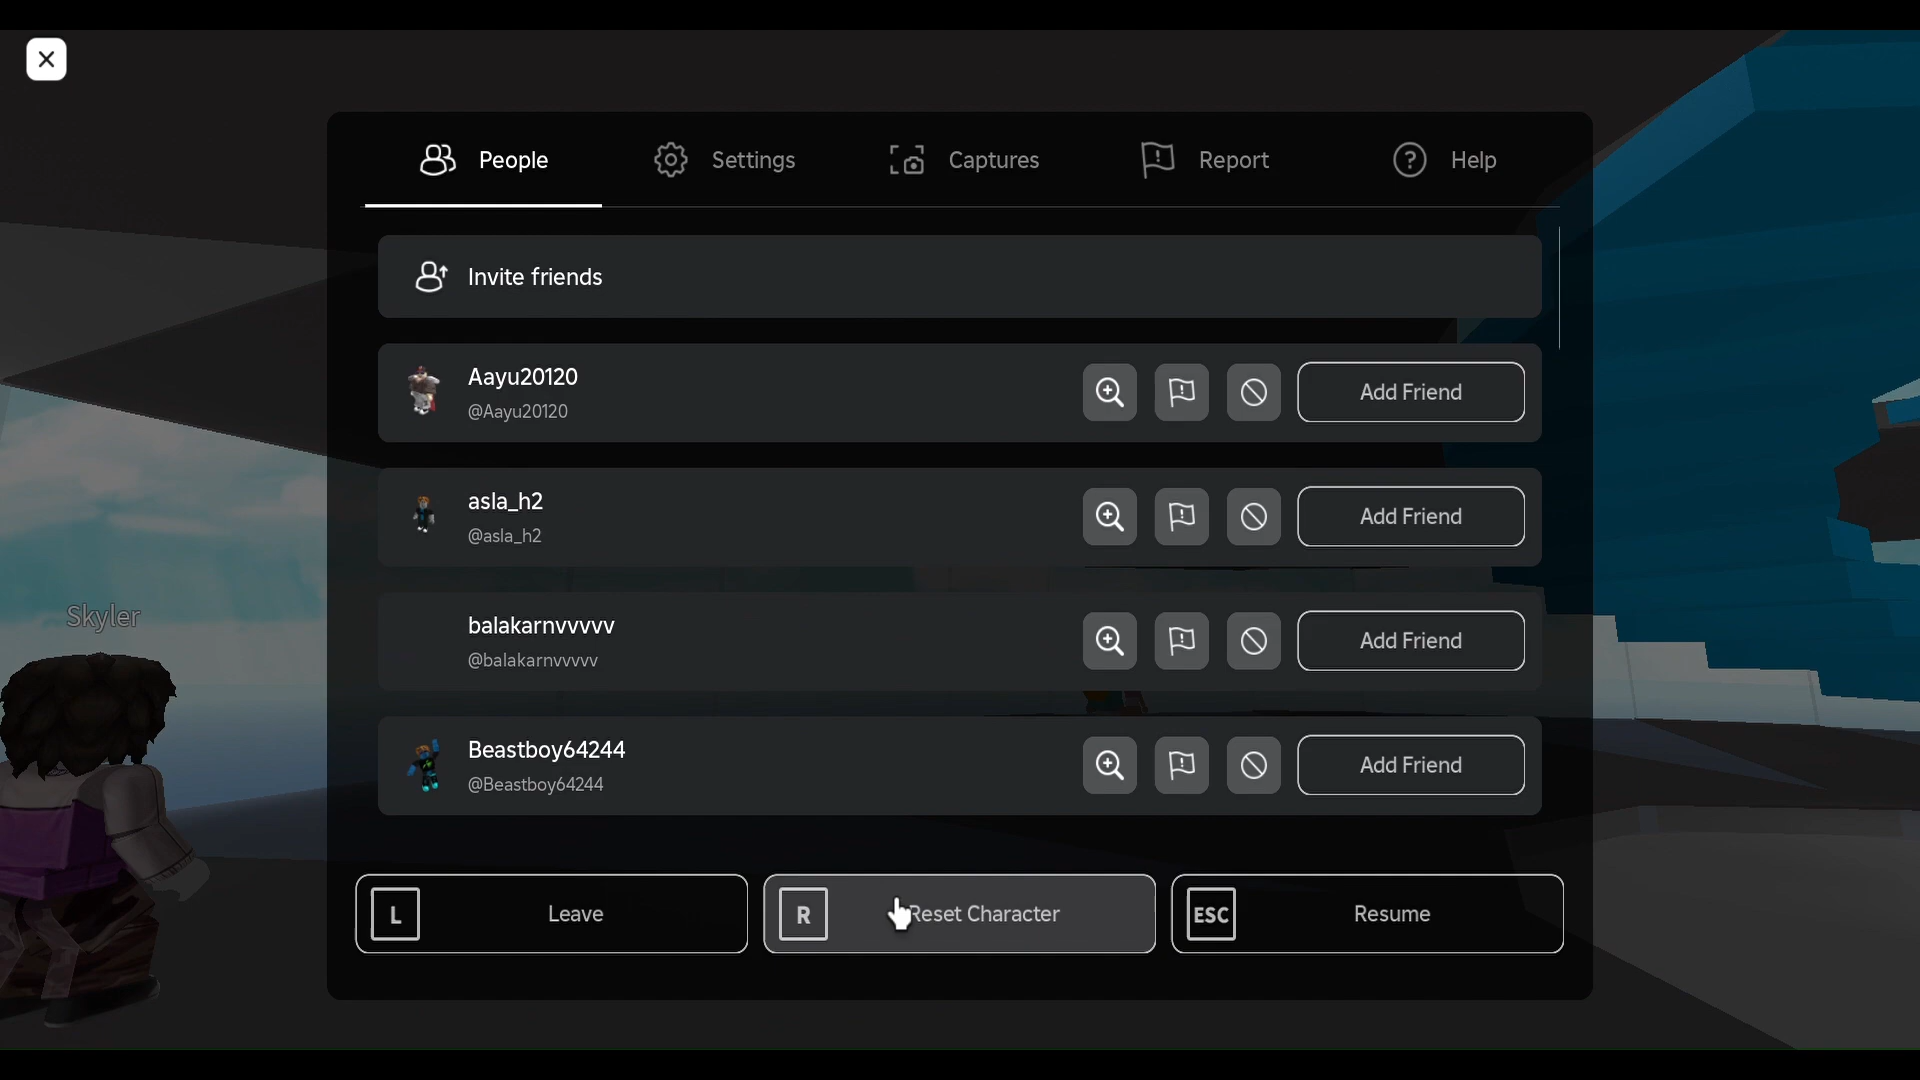 People
Settings
Captures
Report
Help
Invite friends
Aayu20120
@Aayu20120
Add Friend
asla_h2
@asla_h2
Add Friend
balakarnvvvvv
@balakarnvvvvv
Add Friend
Beastboy64244
@Beastboy64244
Add Friend
Skyler
L Leave
R Reset Character
ESC Resume